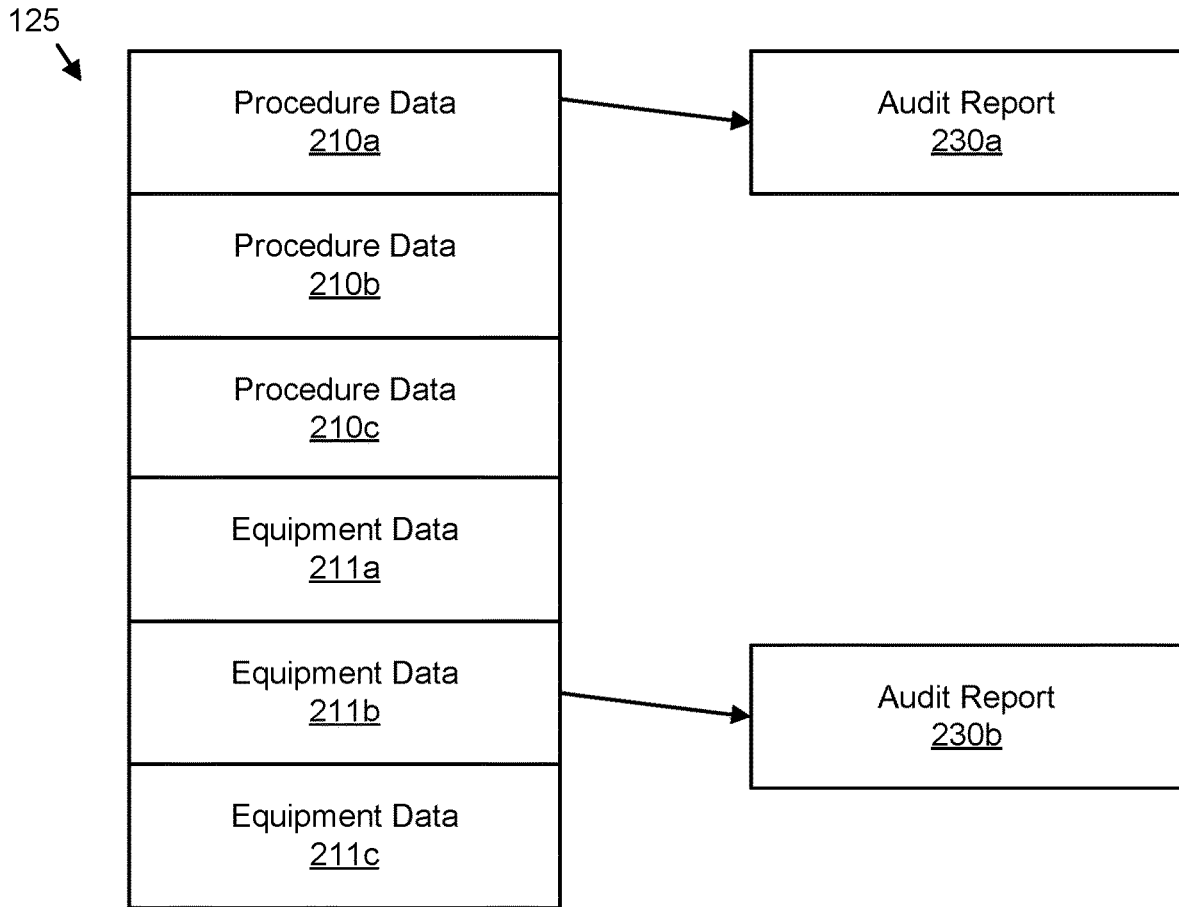 125
Procedure Data
210a
Audit Report
230a
Procedure Data
210b
Procedure Data
210c
Equipment Data
211a
Equipment Data
211b
Audit Report
230b
Equipment Data
211c